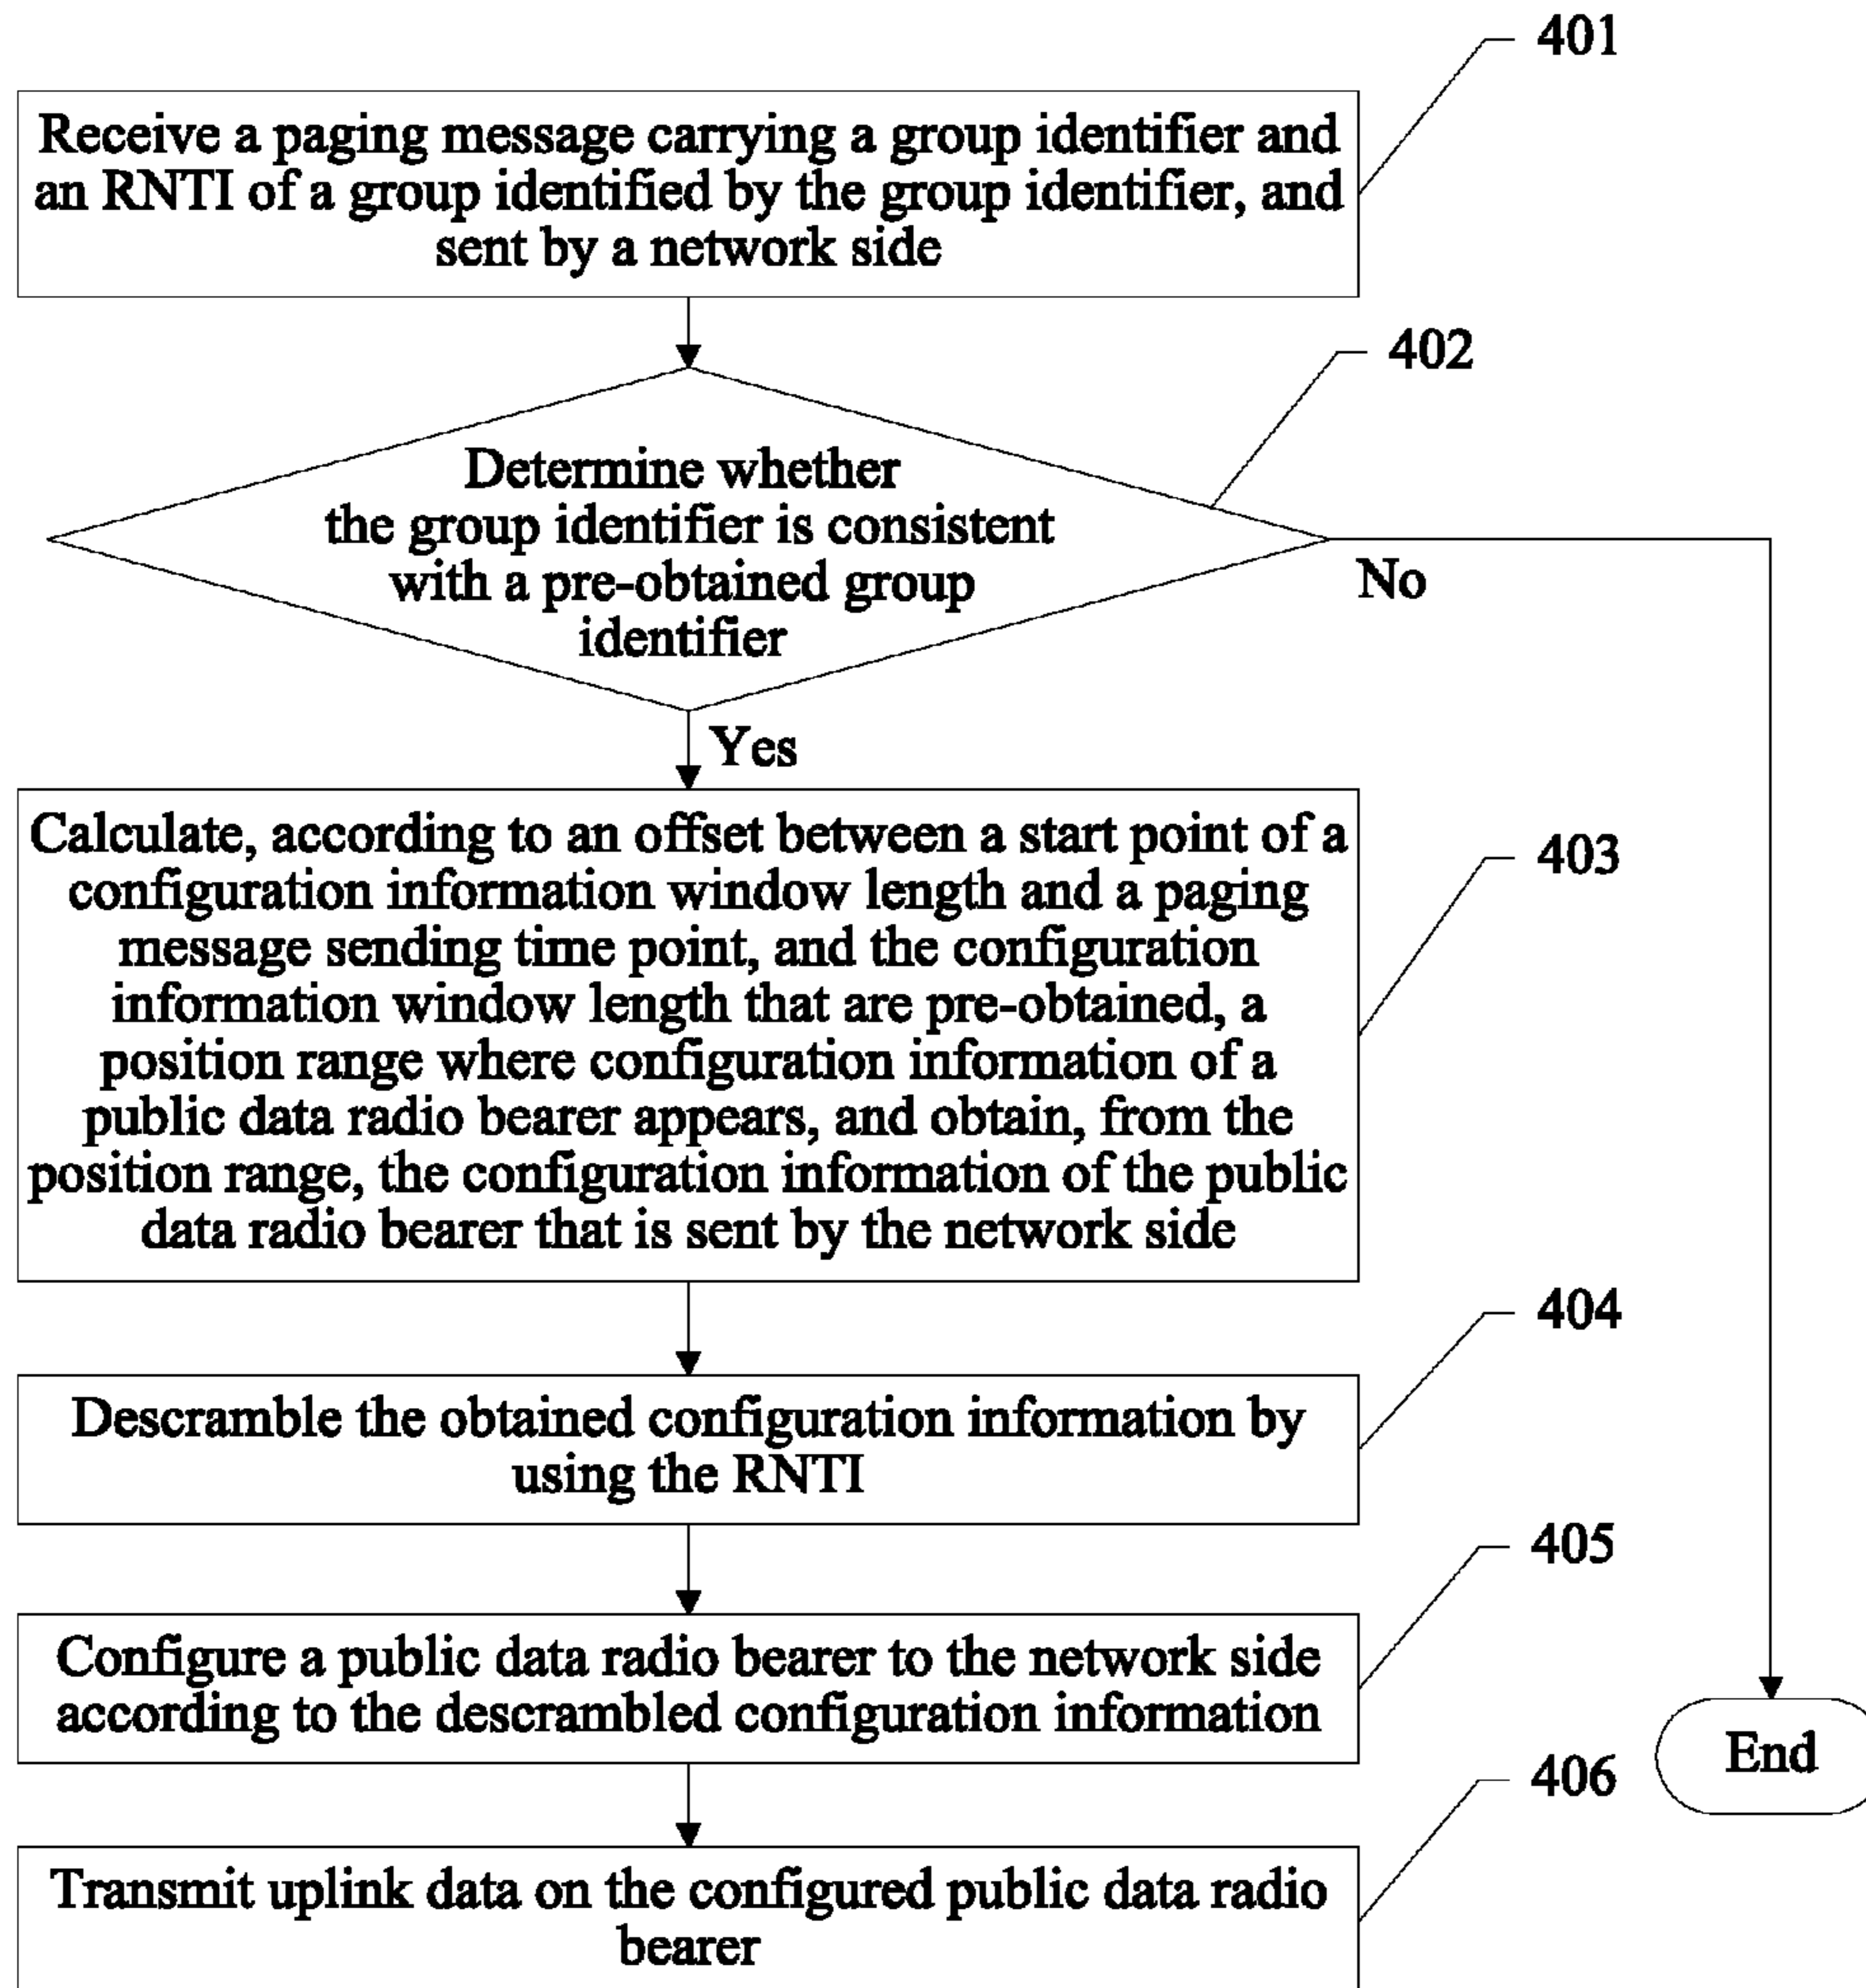 401
Receive a paging message carrying a group identifier and
an RNTI of a group identified by the group identifier, and
sent by a network side
402
Determine whether
the group identifier is consistent
with a pre-obtained group
identifier
No
Yes
403
Calculate, according to an offset between a start point of a
configuration information window length and a paging
message sending time point, and the configuration
information window length that are pre-obtained, a
position range where configuration information of a
public data radio bearer appears, and obtain, from the
position range, the configuration information of the public
data radio bearer that is sent by the network side
404
Descramble the obtained configuration information by
using the RNTI
405
Configure a public data radio bearer to the network side
according to the descrambled configuration information
End
406
Transmit uplink data on the configured public data radio
bearer